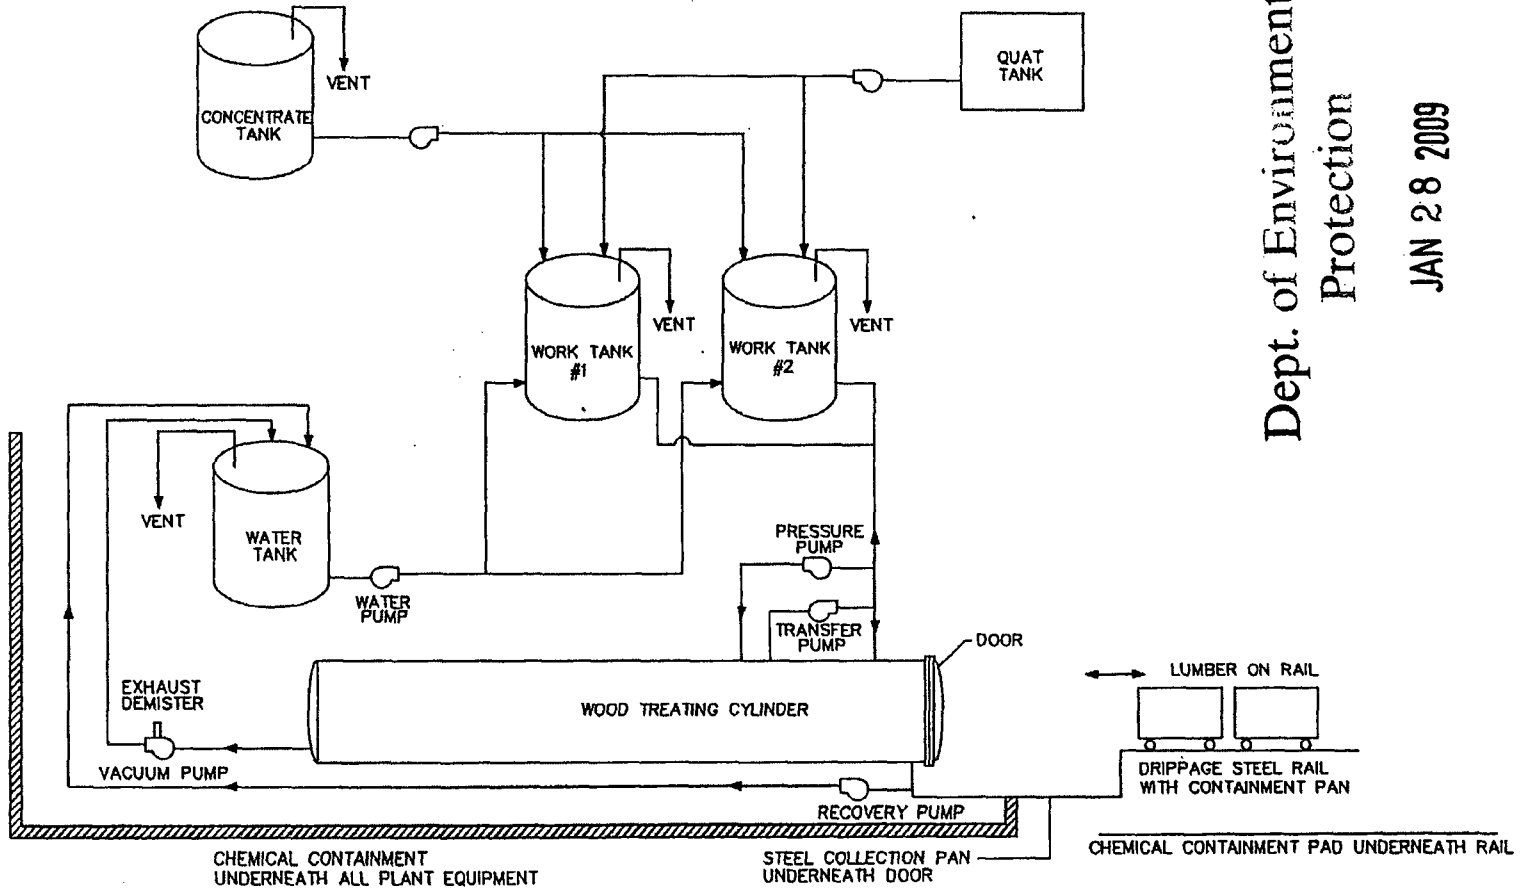 VENT
CONCENTRATE
TANK
QUAT
TANK
Dept. of Environment
Protection
JAN 28 2009
VENT
VENT
WORK TANK
#1
WORK TANK
#2
VENT
WATER
TANK
WATER
PUMP
PRESSURE
PUMP
TRANSFER
PUMP
DOOR
LUMBER ON RAIL
EXHAUST
DEMISTER
WOOD TREATING CYLINDER
VACUUM PUMP
DRIPPAGE STEEL RAIL
WITH CONTAINMENT PAN
RECOVERY PUMP
CHEMICAL CONTAINMENT
UNDERNEATH ALL PLANT EQUIPMENT
STEEL COLLECTION PAN
UNDERNEATH DOOR
CHEMICAL CONTAINMENT PAD UNDERNEATH RAIL